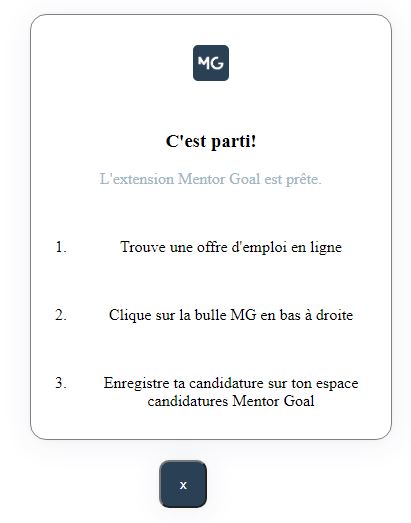 MG
C'est parti!
L'extension Mentor Goal est prête.
1. Trouve une offre d'emploi en ligne
2. Clique sur la bulle MG en bas à droite
3. Enregistre ta candidature sur ton espace
candidatures Mentor Goal
x